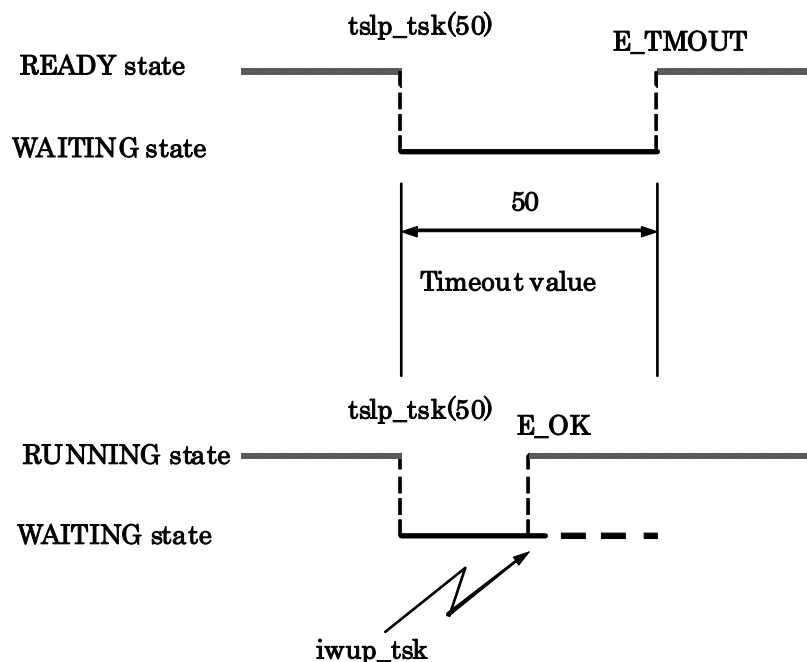 tslp_tsk(50)
E_TMOUT
READY state
WAITING state
50
Timeout value
tslp_tsk(50)
E_OK
RUNNING state
WAITING state
iwup_tsk